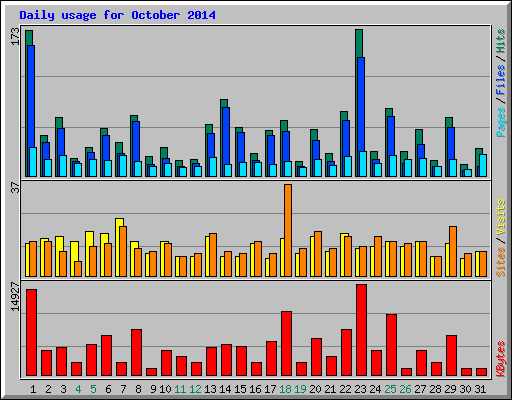 Daily usage for October 2014
173
Pages / Files / Hits
37
Sites / Visits
14927
KBytes
1 2 3 4 5 6 7 8 9 10 11 12 13 14 15 16 17 18 19 20 21 22 23 24 25 26 27 28 29 30 31